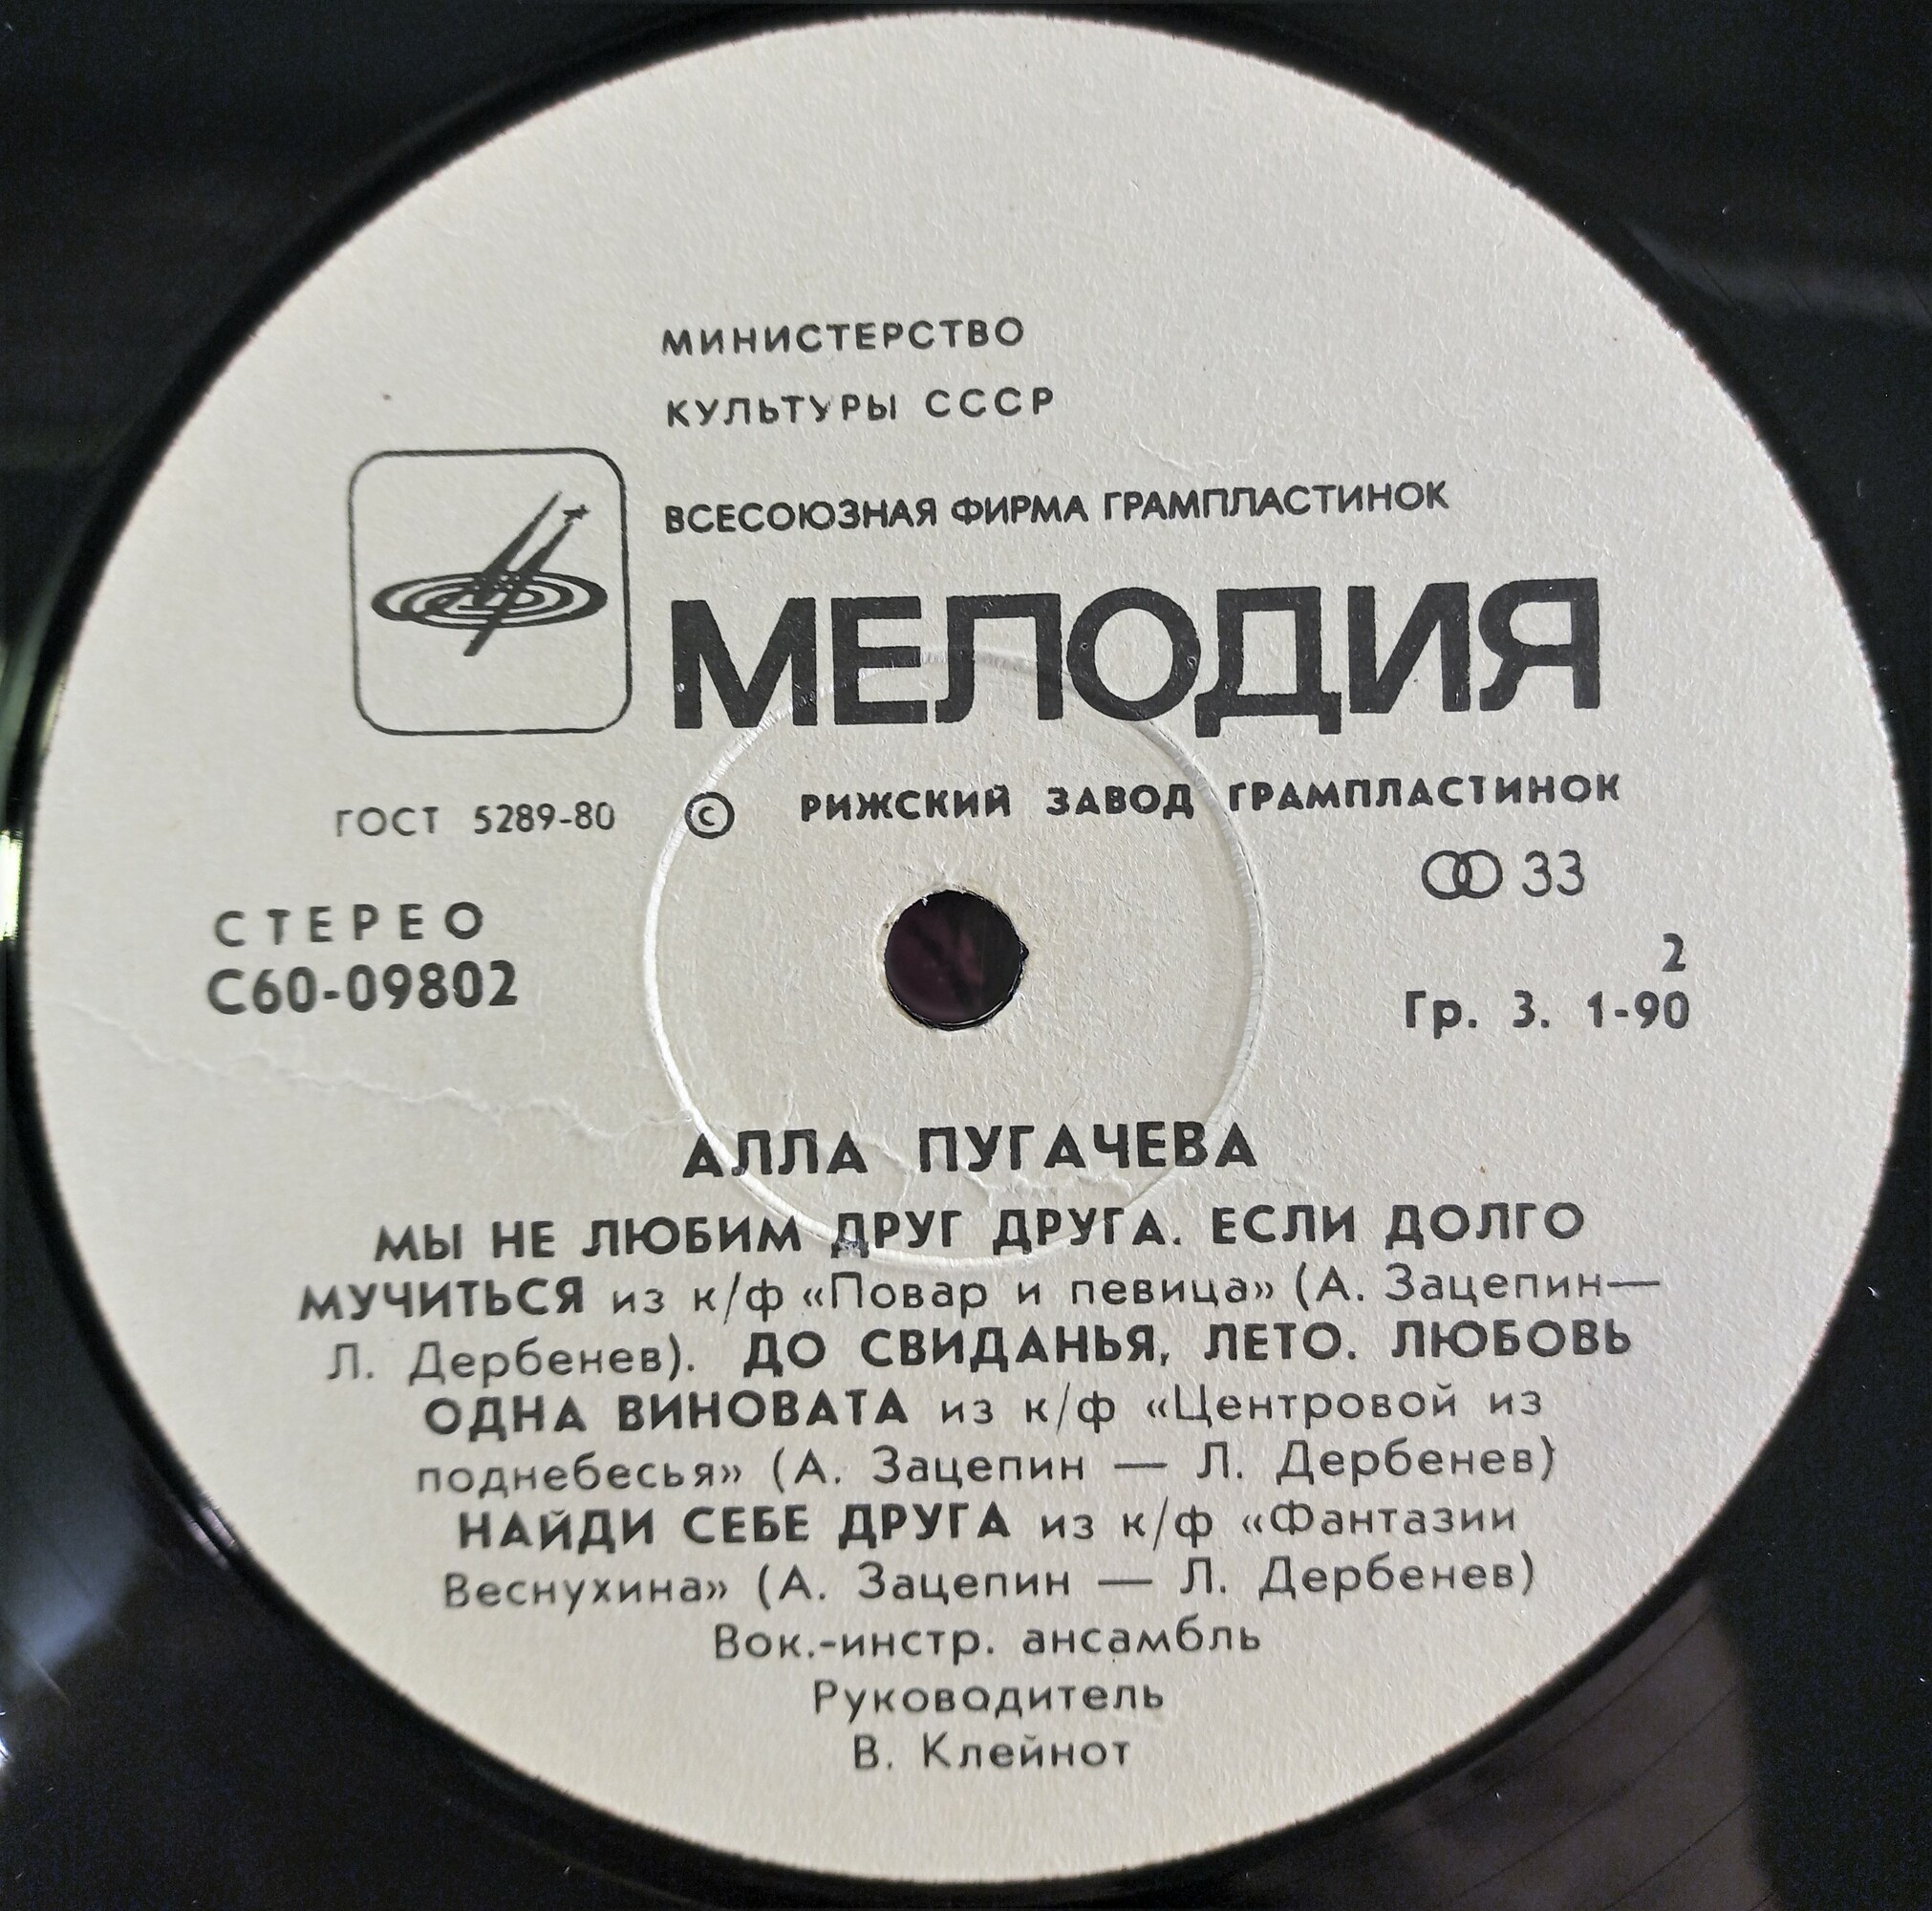 МИНИСТЕРСТВО
КУЛЬТУРЫ СССР
ВСЕСОЮЗНАЯ ФИРМА ГРАМПЛАСТИНОК
МЕЛОДИЯ
ГОСТ 5289-80 © РИЖСКИЙ ЗАВОД ГРАМПЛАСТИНОК
33
СТЕРЕО
2
С60-09802
Гр. 3. 1-90
АЛЛА ПУГАЧЕВА
МЫ НЕ ЛЮБИМ ДРУГ ДРУГА. ЕСЛИ ДОЛГО
МУЧИТЬСЯ из к/ф «Повар и певица» (А. Зацепин—
Л. Дербенев). ДО СВИДАНЬЯ, ЛЕТО. ЛЮБОВЬ
ОДНА ВИНОВАТА из к/ф «Центровой из
поднебесья» (А. Зацепин — Л. Дербенев)
НАЙДИ СЕБЕ ДРУГА из к/ф «Фантазии
Веснухина» (А. Зацепин — Л. Дербенев)
Вок.-инстр. ансамбль
Руководитель
В. Клейнот